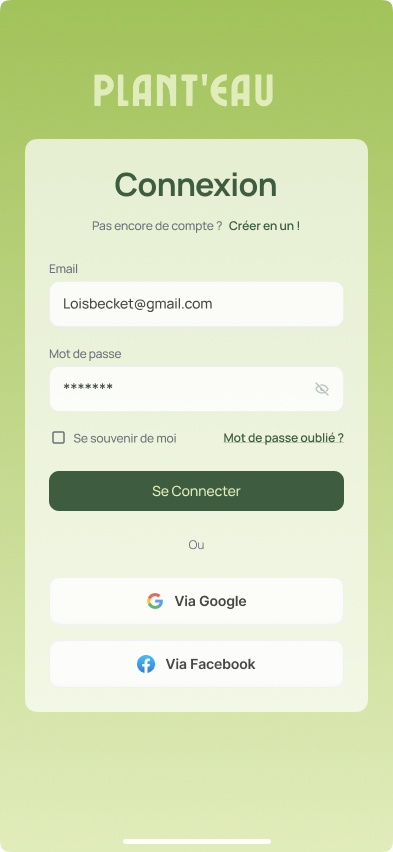 PLANT'EAU
Connexion
Pas encore de compte ? Créer en un !
Email
Loisbecket@gmail.com
Mot de passe
*******
Se souvenir de moi Mot de passe oublié ?
Se Connecter
Ou
Via Google
Via Facebook